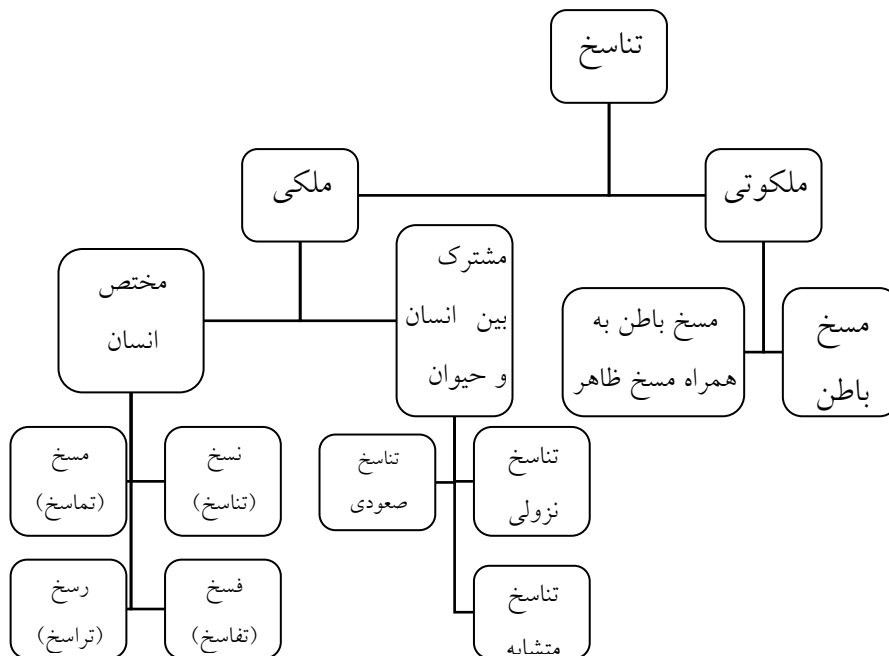 تناسخ
ملکوتی
ملکی
مسخ
باطن
مسخ باطن به
همراه مسخ ظاهر
مشترک
بین انسان
و حیوان
مختص
انسان
تناسخ
نزولی
تناسخ
صعودی
تناسخ
متشابه
نسخ
(تناسخ)
مسخ
(تماسخ)
فسخ
(تفاسخ)
رسخ
(تراسخ)